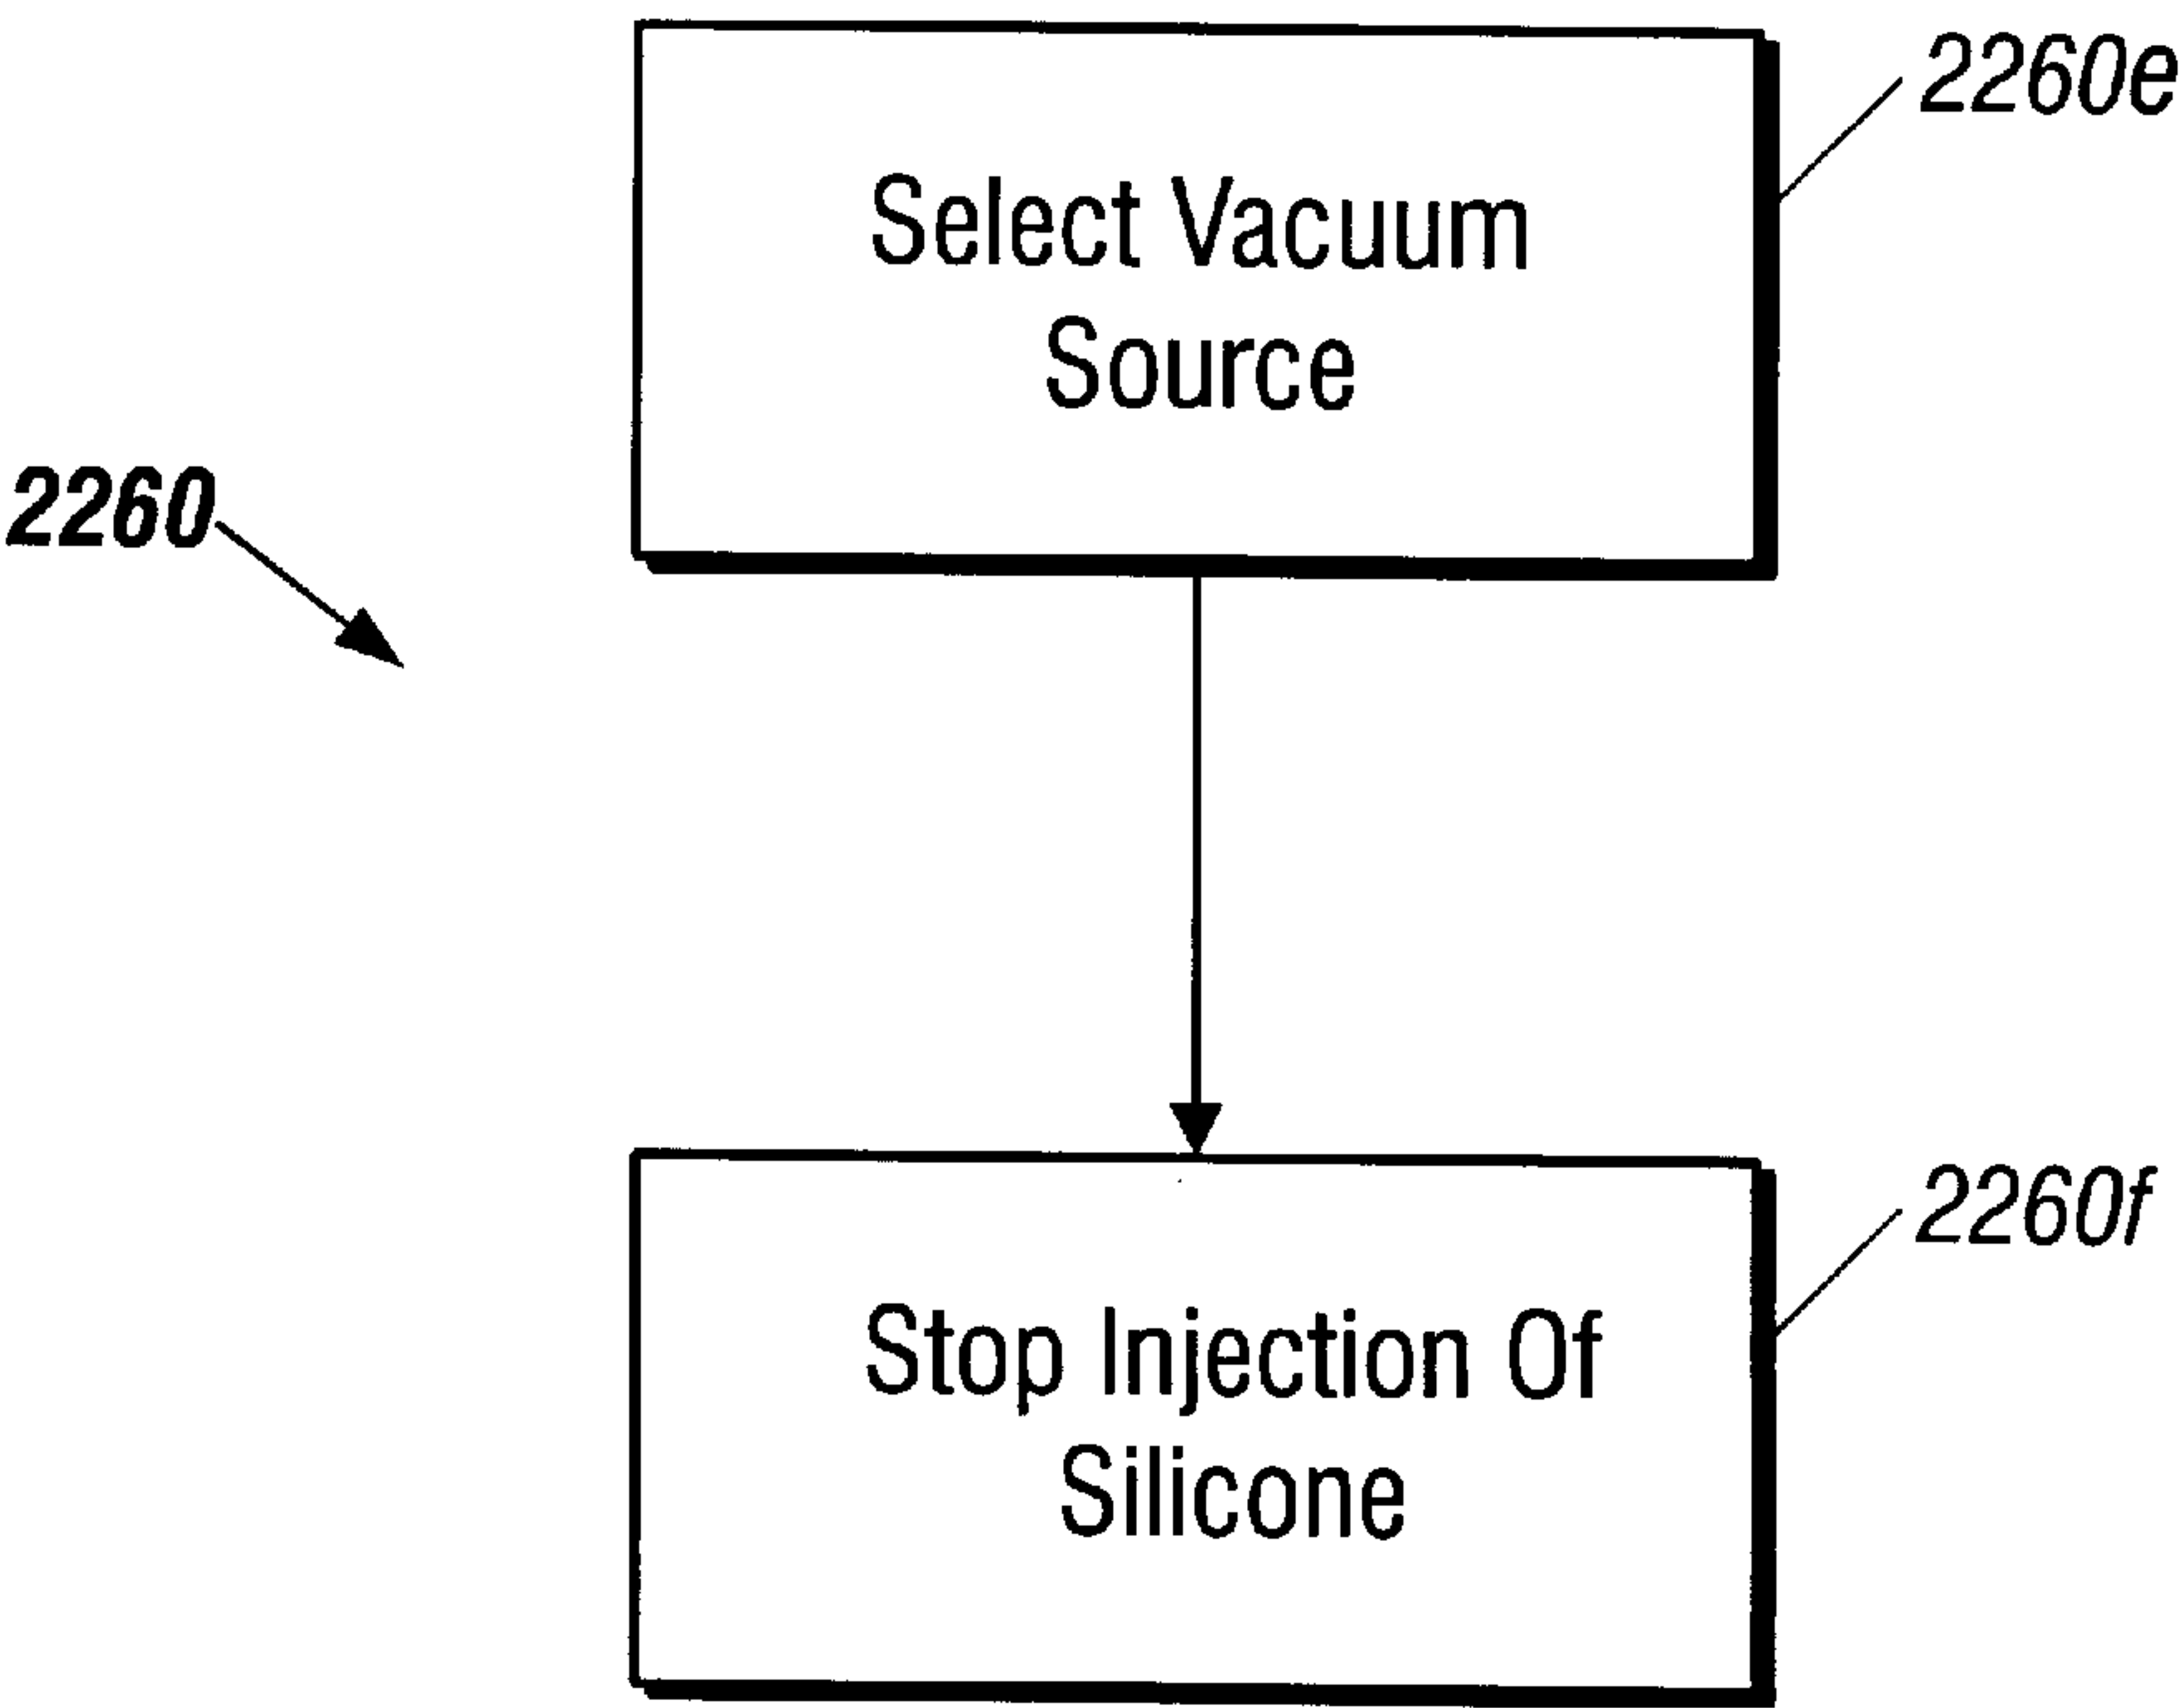 2260e
Select Vacuum
Source
2260
2260f
Stop Injection Of
Silicone